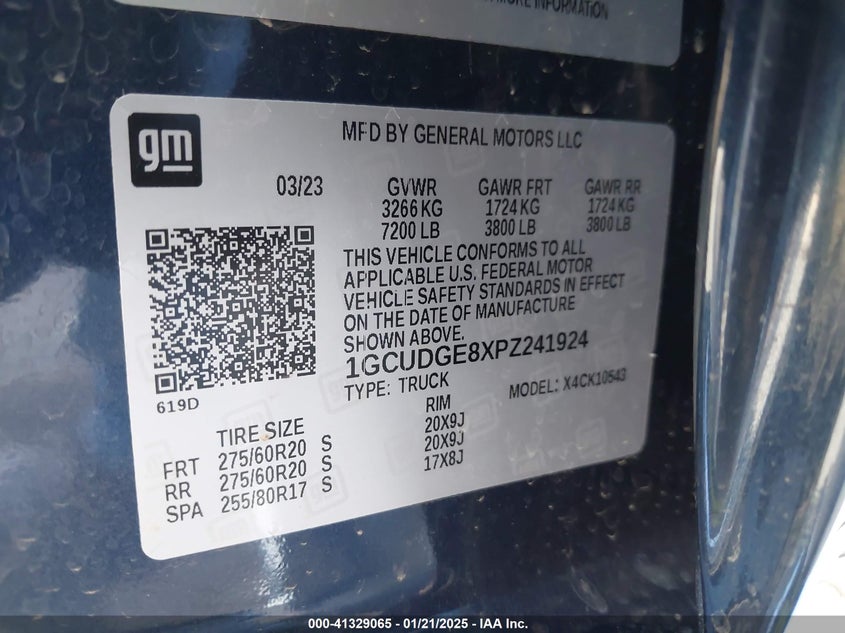 MORE INFORMATION
gm
MFD BY GENERAL MOTORS LLC
03/23 GVWR GAWR FRT GAWR RR
3266 KG 1724 KG 1724 KG
7200 LB 3800 LB 3800 LB
THIS VEHICLE CONFORMS TO ALL
APPLICABLE U.S. FEDERAL MOTOR
VEHICLE SAFETY STANDARDS IN EFFECT
ON THE DATE OF MANUFACTURE
SHOWN ABOVE.
1GCUDGE8XPZ241924
TYPE: TRUCK MODEL: X4CK10543
619D
TIRE SIZE RIM
FRT 275/60R20 S 20X9J
RR 275/60R20 S 20X9J
SPA 255/80R17 S 17X8J
000-41329065 - 01/21/2025 - IAA Inc.